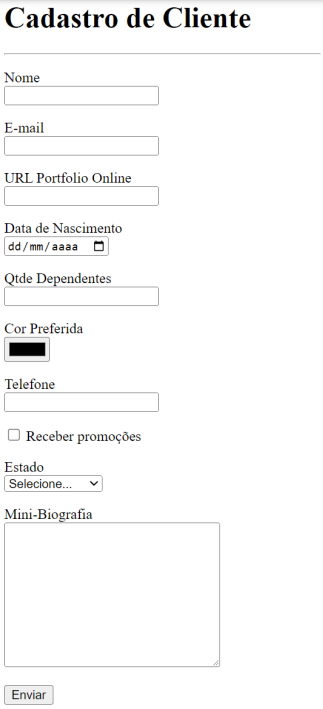 Cadastro de Cliente
Nome
E-mail
URL Portfolio Online
Data de Nascimento
dd/mm/aaaa
Qtde Dependentes
Cor Preferida
Telefone
Receber promoções
Estado
Selecione...
Mini-Biografia
Enviar